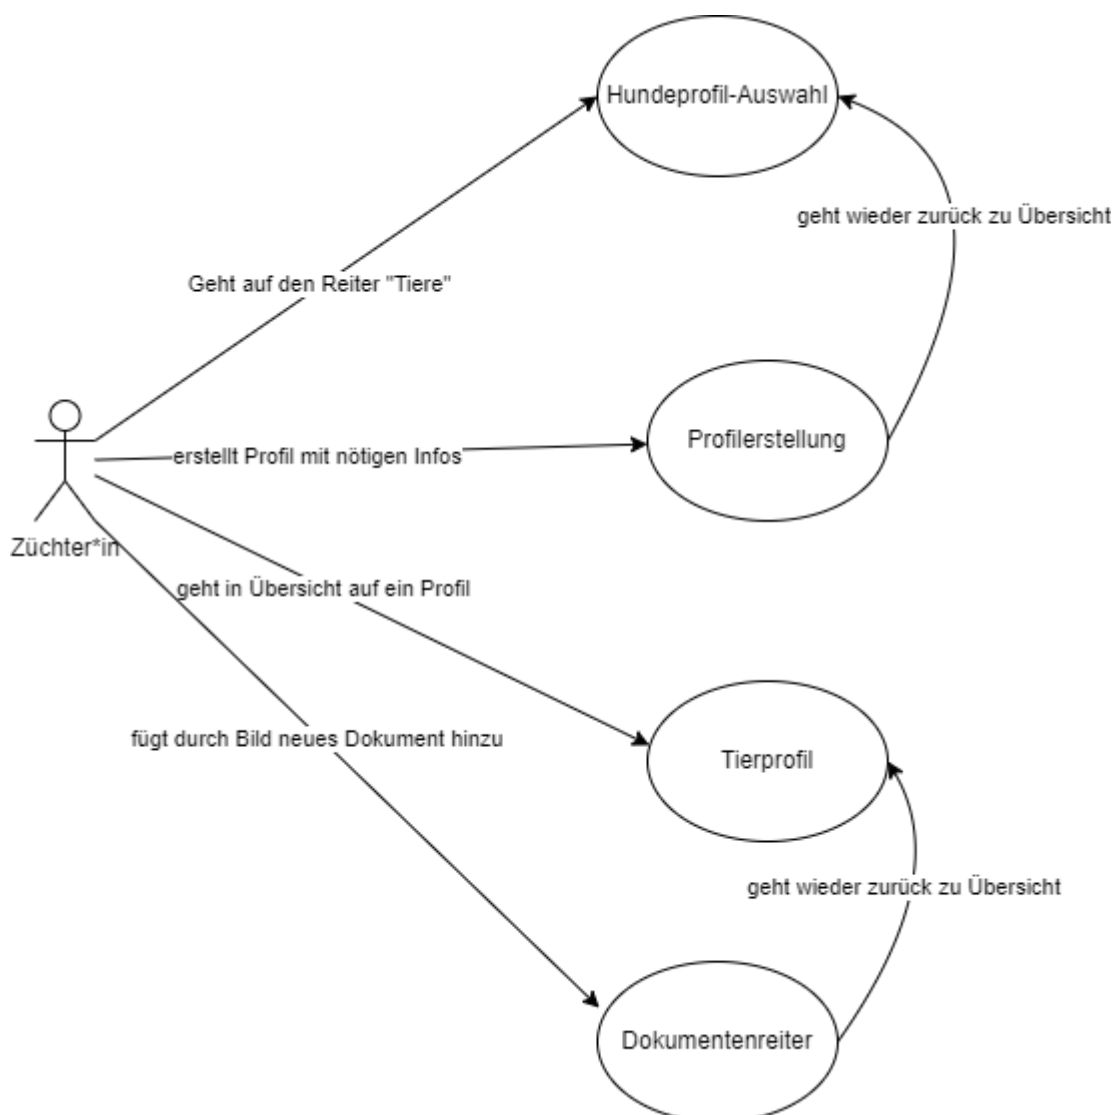 Hundeprofil-Auswahl
geht wieder zurück zu Übersicht
Geht auf den Reiter "Tiere"
Profilerstellung
erstellt Profil mit nötigen Infos
Züchter*in
geht in Übersicht auf ein Profil
fügt durch Bild neues Dokument hinzu
Tierprofil
geht wieder zurück zu Übersicht
Dokumentenreiter